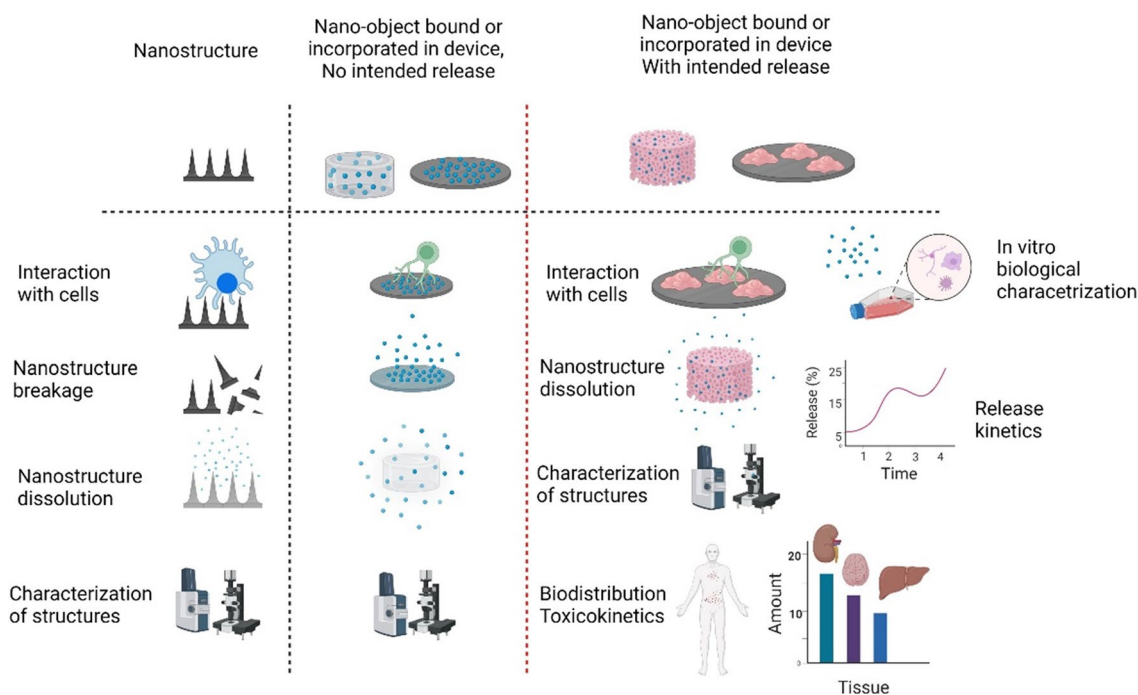 Nanostructure
Nano-object bound or
incorporated in device,
No intended release
Nano-object bound or
incorporated in device
With intended release
Interaction
with cells
Interaction
with cells
In vitro
biological
characetrization
Nanostructure
breakage
Nanostructure
dissolution
Release (%)
25
15
5
0
1 2 3 4
Time
Release
kinetics
Nanostructure
dissolution
Characterization
of structures
Characterization
of structures
Biodistribution
Toxicokinetics
Amount
20
10
0
Tissue